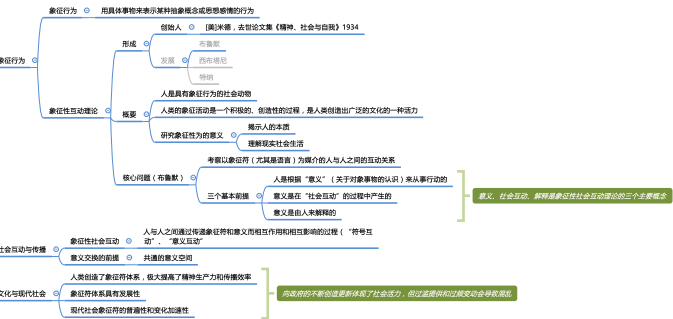 象征行为
用具体事物来表示某种抽象概念或思想感情的行为
创始人
[美]米德，去世论文集《精神、社会与自我》1934
形成
布鲁默
象征行为
发展
西布塔尼
特纳
象征性互动理论
人是具有象征行为的社会动物
概要
人类的象征活动是一个积极的、创造性的过程，是人类创造出广泛的文化的一种活力
揭示人的本质
研究象征性为的意义
理解现实社会生活
考察以象征符（尤其是语言）为媒介的人与人之间的互动关系
核心问题（布鲁默）
人是根据“意义”（关于对象事物的认识）来从事行动的
三个基本前提
意义是在“社会互动”的过程中产生的
意义、社会互动、解释是象征性社会互动理论的三个主要概念
意义是由人来解释的
人与人之间通过传递象征符和意义而相互作用和相互影响的过程（“符号互
象征性社会互动
动”、“意义互动”
社会互动与传播
意义交换的前提
共通的意义空间
人类创造了象征符体系，极大提高了精神生产力和传播效率
文化与现代社会
象征符体系具有发展性
向政府的不断创造更新体现了社会活力，但过滥提供和过频变动会导致混乱
现代社会象征符的普遍性和变化加速性